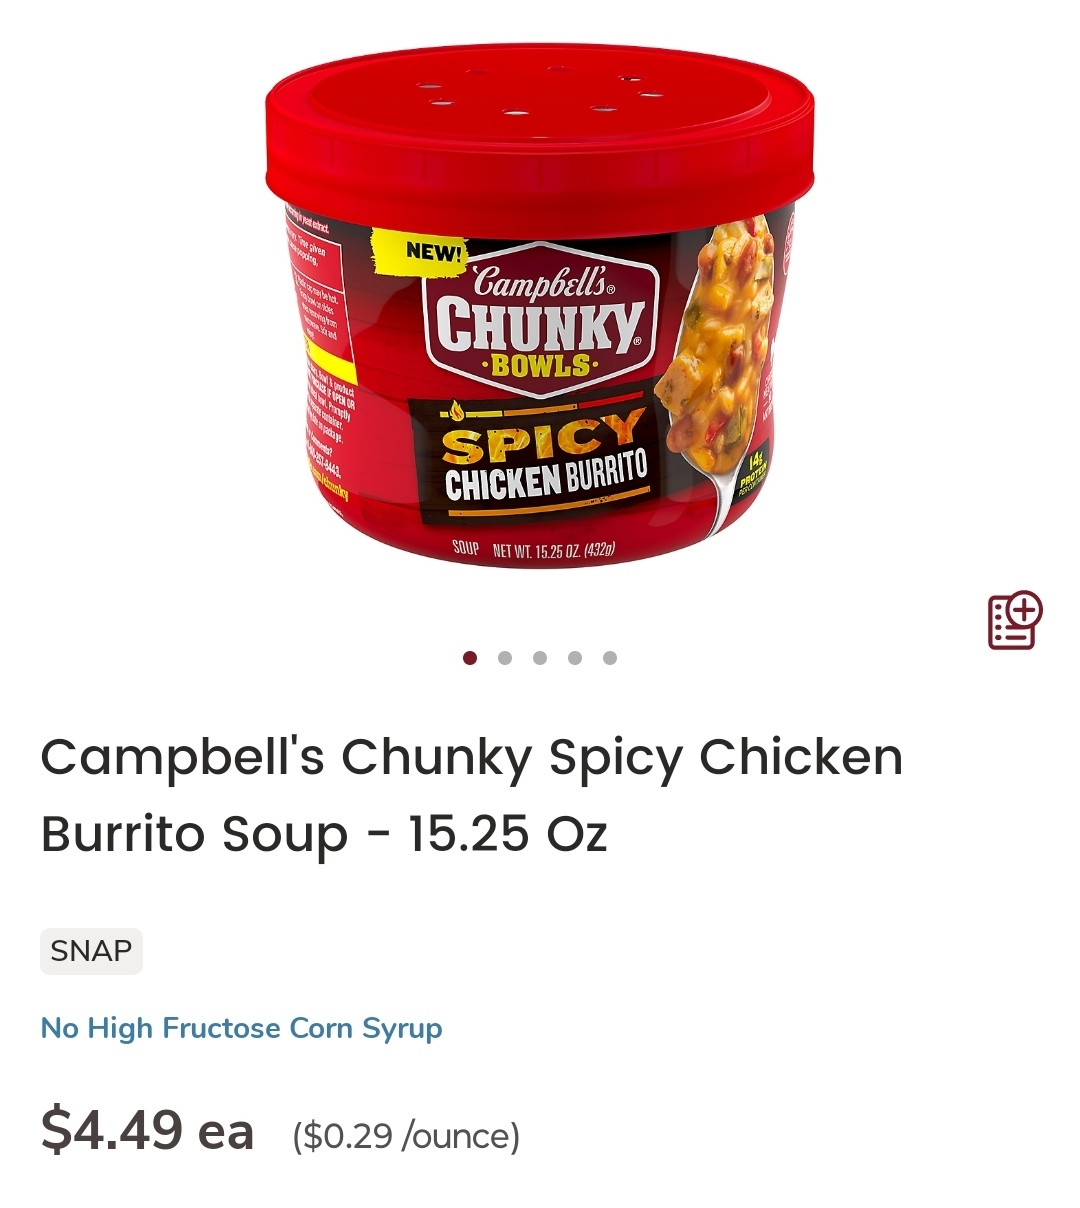 NEW!
Campbell's®
CHUNKY®
·BOWLS·
SPICY
CHICKEN BURRITO
SOUP NET WT. 15.25 OZ. (432g)
14g
PROTEIN
Campbell's Chunky Spicy Chicken
Burrito Soup - 15.25 Oz
SNAP
No High Fructose Corn Syrup
$4.49 ea ($0.29 /ounce)